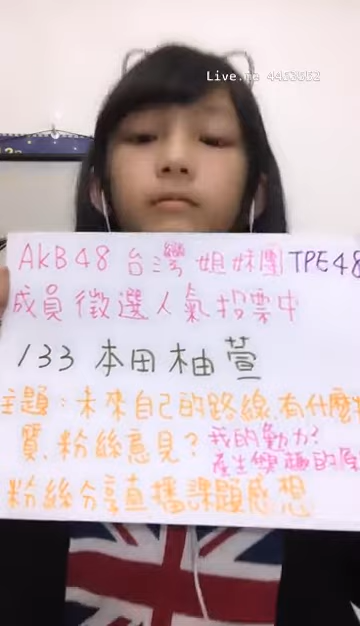 Live.me
AKB48 台灣 姐妹團 TPE48
成員徵選人氣投票中
133 本田柚萱
主題：未來自己的路線，有什麼
質，粉絲意見？
我的動力？
產生線趣的
粉絲分享直播課題感想